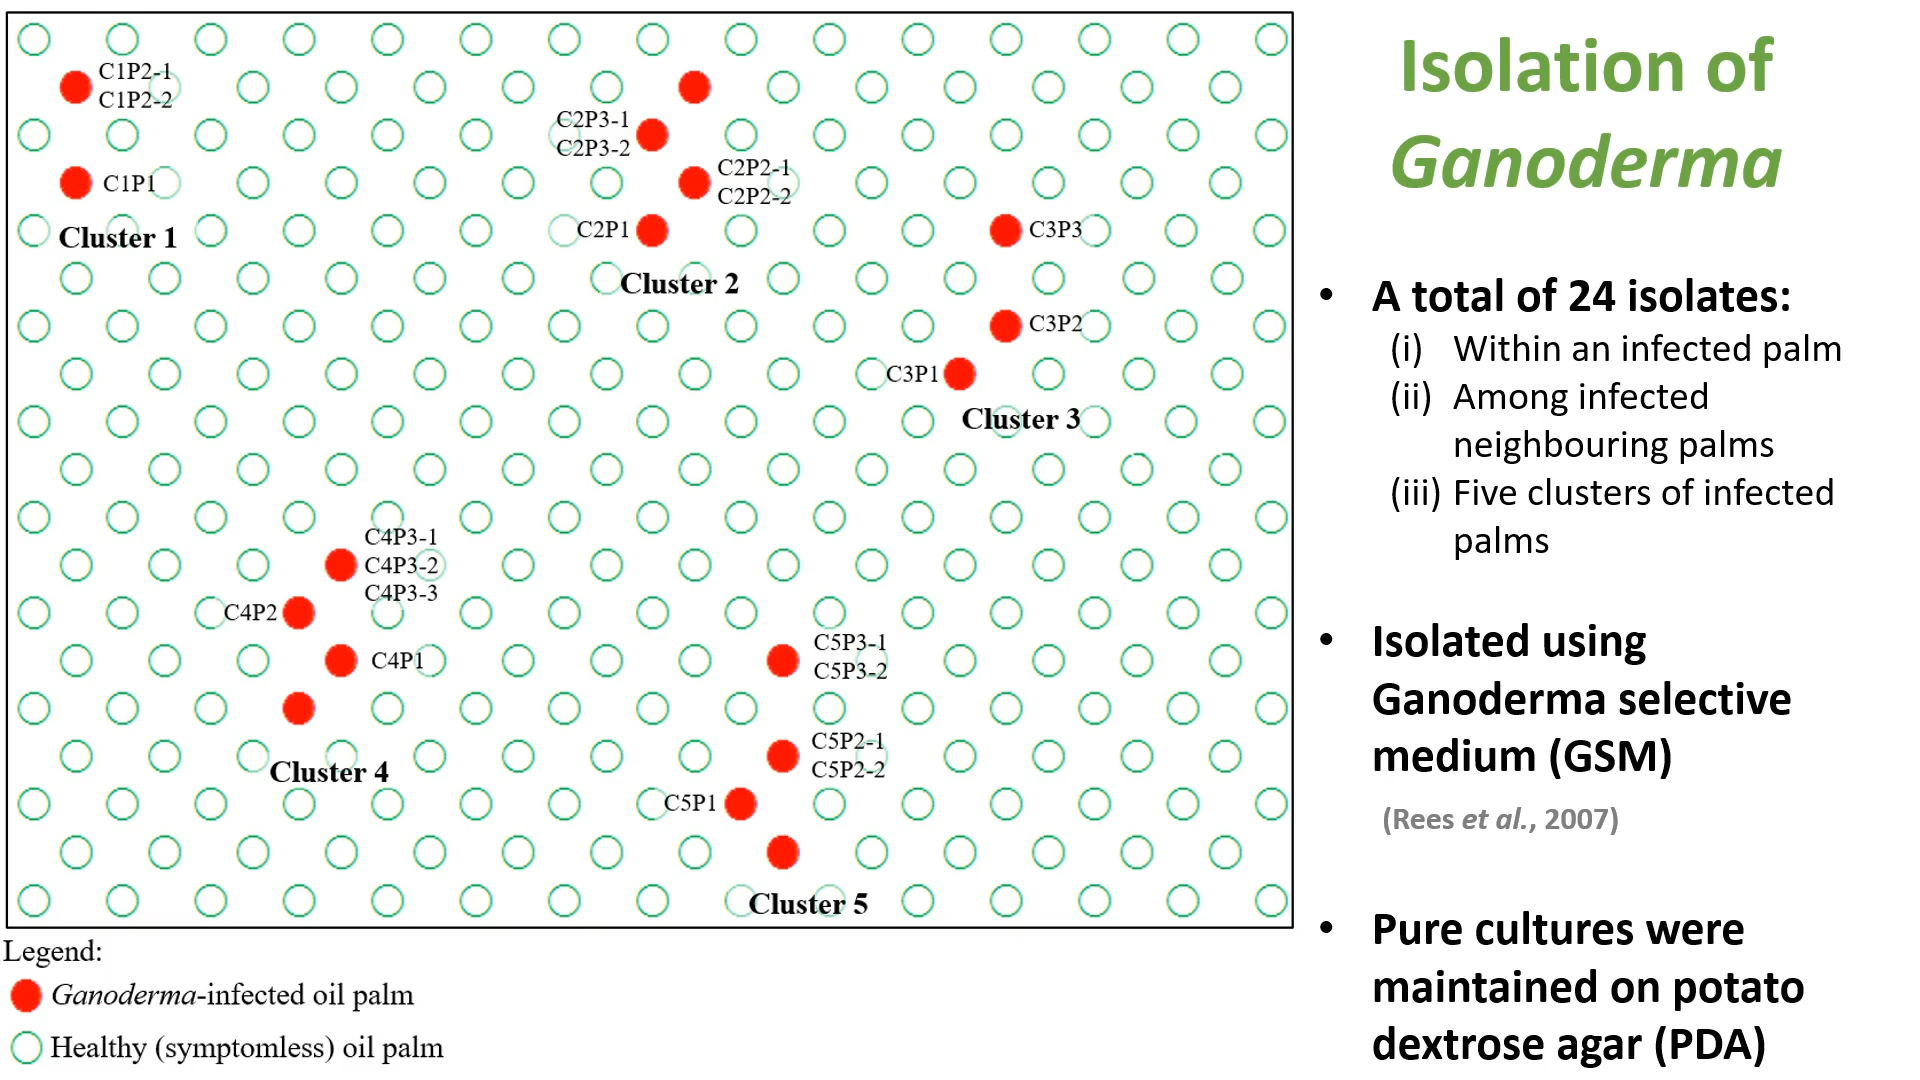 C1P2-1
C1P2-2
C2P3-1
C2P3-2
C2P2-1
C2P2-2
C1P1
Cluster 1
C2P1
C3P3
Cluster 2
C3P2
C3P1
Cluster 3
C4P3-1
C4P3-2
C4P3-3
C4P2
C4P1
C5P3-1
C5P3-2
Cluster 4
C5P2-1
C5P2-2
C5P1
Cluster 5
Legend:
Ganoderma-infected oil palm
Healthy (symptomless) oil palm
Isolation of
Ganoderma
• A total of 24 isolates:
(i) Within an infected palm
(ii) Among infected
neighbouring palms
(iii) Five clusters of infected
palms
• Isolated using
Ganoderma selective
medium (GSM)
(Rees et al., 2007)
• Pure cultures were
maintained on potato
dextrose agar (PDA)